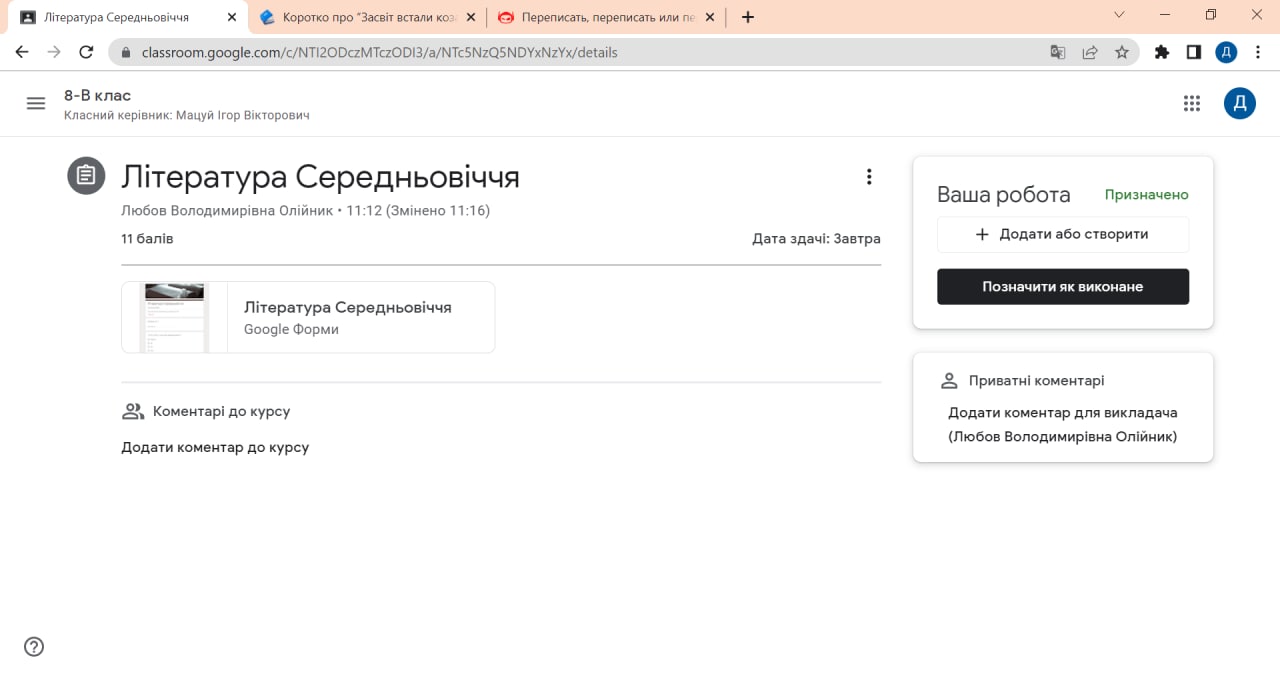 Література Середньовіччя
Коротко про "Засвіт встали коз
Переписать, переписать или пе
classroom.google.com/c/NTI2ODczMTczODI3/a/NTc5NzQ5NDYxNzYx/details
Д
8-В клас
Класний керівник: Мацуй Ігор Вікторович
Д
Література Середньовіччя
Любов Володимирівна Олійник • 11:12 (Змінено 11:16)
11 балів
Дата здачі: Завтра
Література Середньовіччя
Google Форми
Коментарі до курсу
Додати коментар до курсу
Ваша робота
Призначено
Додати або створити
Позначити як виконане
Приватні коментарі
Додати коментар для викладача
(Любов Володимирівна Олійник)